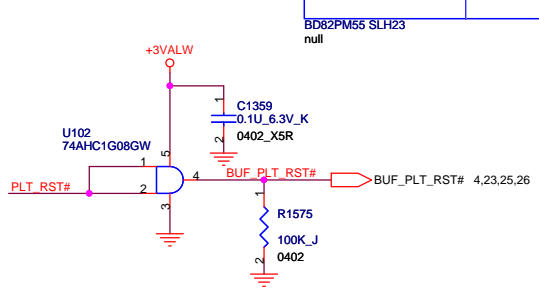 BD82PM55 SLH23
null
+3VALW
1
C1359
0.1U_6.3V_K
2
0402_X5R
U102
74AHC1G08GW
5
1
PLT_RST#
2
4
BUF_PLT_RST#
BUF_PLT_RST# 4,23,25,26
3
1
R1575
100K_J
2
0402